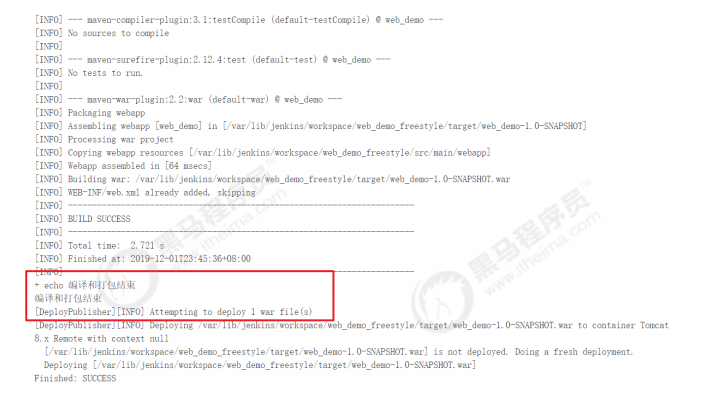 [INFO] --- maven-compiler-plugin:3.1:testCompile (default-testCompile) @ web_demo ---
[INFO] No sources to compile
[INFO]
[INFO] --- maven-surefire-plugin:2.12.4:test (default-test) @ web_demo ---
[INFO] No tests to run.
[INFO]
[INFO] --- maven-war-plugin:2.2:war (default-war) @ web_demo ---
[INFO] Packaging webapp
[INFO] Assembling webapp [web_demo] in [/var/lib/jenkins/workspace/web_demo_freestyle/target/web_demo-1.0-SNAPSHOT]
[INFO] Processing war project
[INFO] Copying webapp resources [/var/lib/jenkins/workspace/web_demo_freestyle/src/main/webapp]
[INFO] Webapp assembled in [64 msecs]
[INFO] Building war: /var/lib/jenkins/workspace/web_demo_freestyle/target/web_demo-1.0-SNAPSHOT.war
[INFO] WEB-INF/web.xml already added, skipping
[INFO] ------------------------------------------------------------------------
[INFO] BUILD SUCCESS
[INFO] ------------------------------------------------------------------------
[INFO] Total time: 2.721 s
[INFO] Finished at: 2019-12-01T23:45:36+08:00
[INFO] ------------------------------------------------------------------------
+ echo 编译和打包结束
编译和打包结束
[DeployPublisher][INFO] Attempting to deploy 1 war file(s)
[DeployPublisher][INFO] Deploying /var/lib/jenkins/workspace/web_demo_freestyle/target/web_demo-1.0-SNAPSHOT.war to container Tomcat
8.x Remote with context null
[/var/lib/jenkins/workspace/web_demo_freestyle/target/web_demo-1.0-SNAPSHOT.war] is not deployed. Doing a fresh deployment.
Deploying [/var/lib/jenkins/workspace/web_demo_freestyle/target/web_demo-1.0-SNAPSHOT.war]
Finished: SUCCESS
黑马程序员™
www.itheima.com
黑马程序员™
www.itheima.com